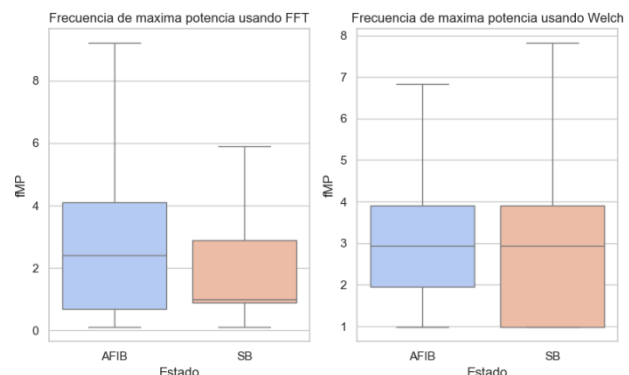 Frecuencia de maxima potencia usando FFT
8
6
4
2
0
fMP
AFIB
SB
Estado
Frecuencia de maxima potencia usando Welch
8
7
6
5
4
3
2
1
fMP
AFIB
SB
Estado